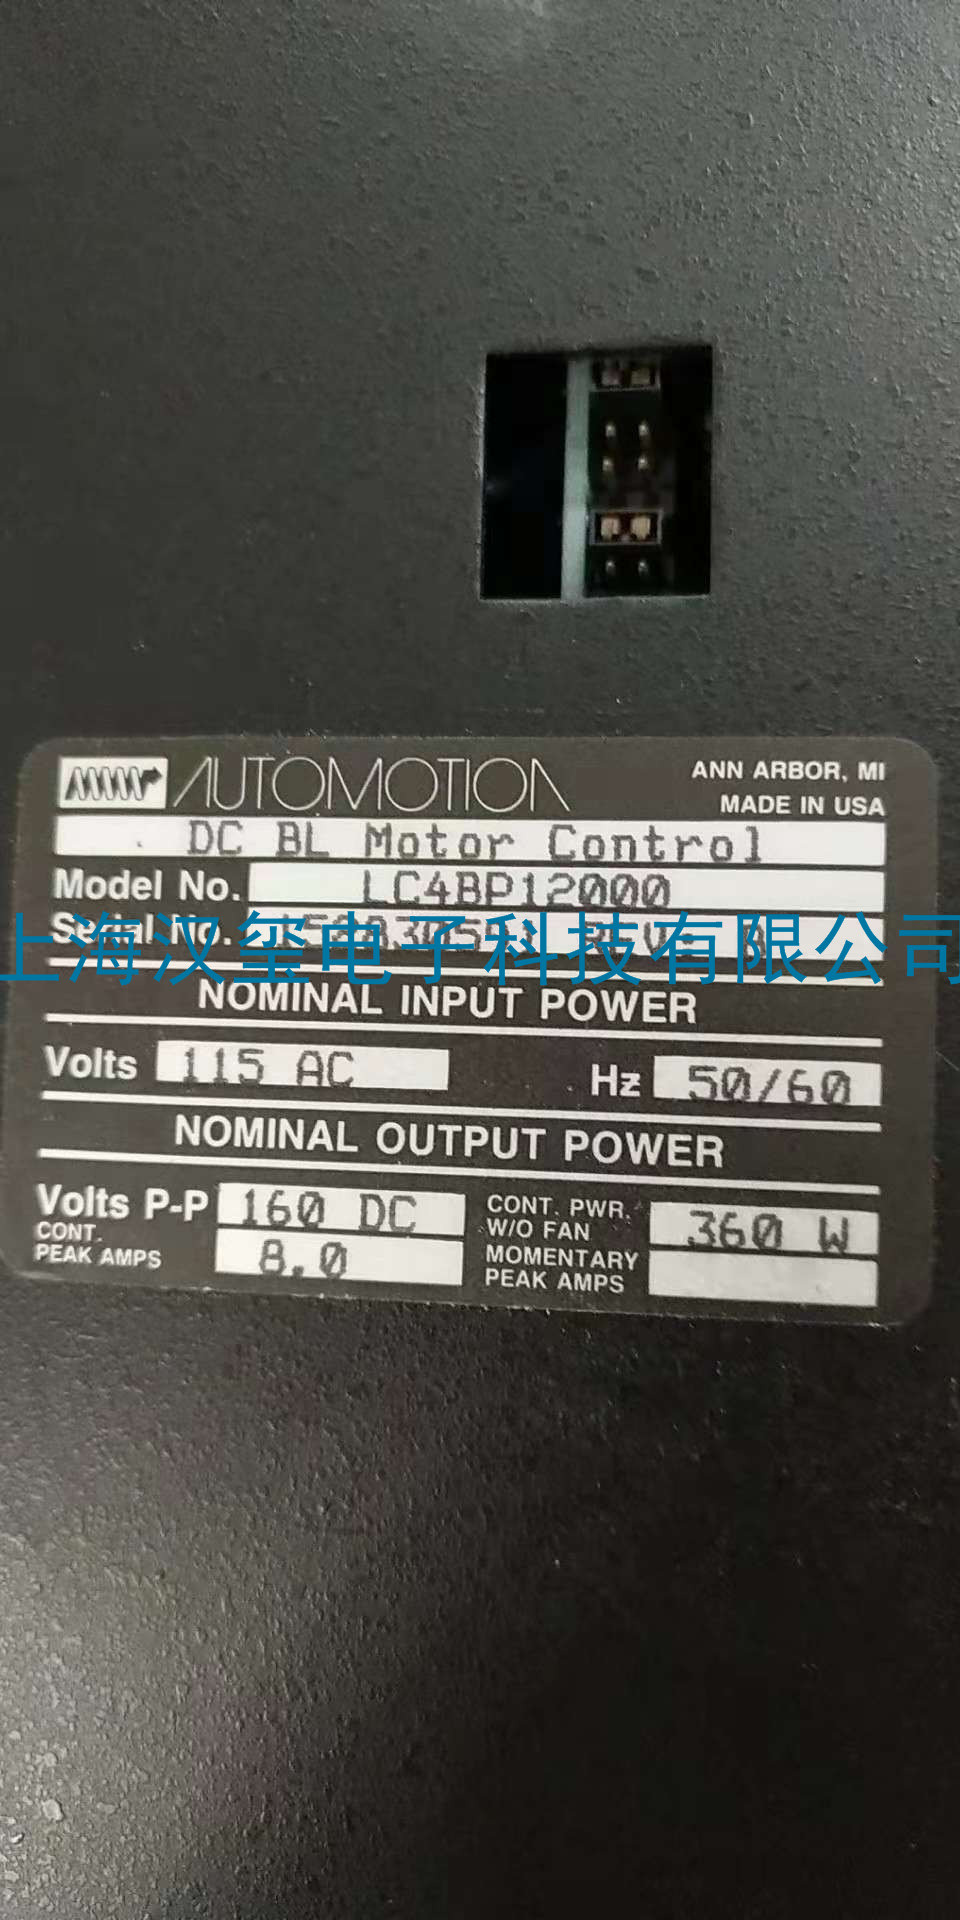 AUTOMOTION
ANN ARBOR, MI
MADE IN USA
DC BL Motor Control
Model No. LC4BP12000
Serial No.
上海汉玺电子科技有限公司
NOMINAL INPUT POWER
Volts 115 AC Hz 50/60
NOMINAL OUTPUT POWER
Volts P-P 160 DC
CONT.
PEAK AMPS 8.0
CONT. PWR.
W/O FAN 360 W
MOMENTARY
PEAK AMPS